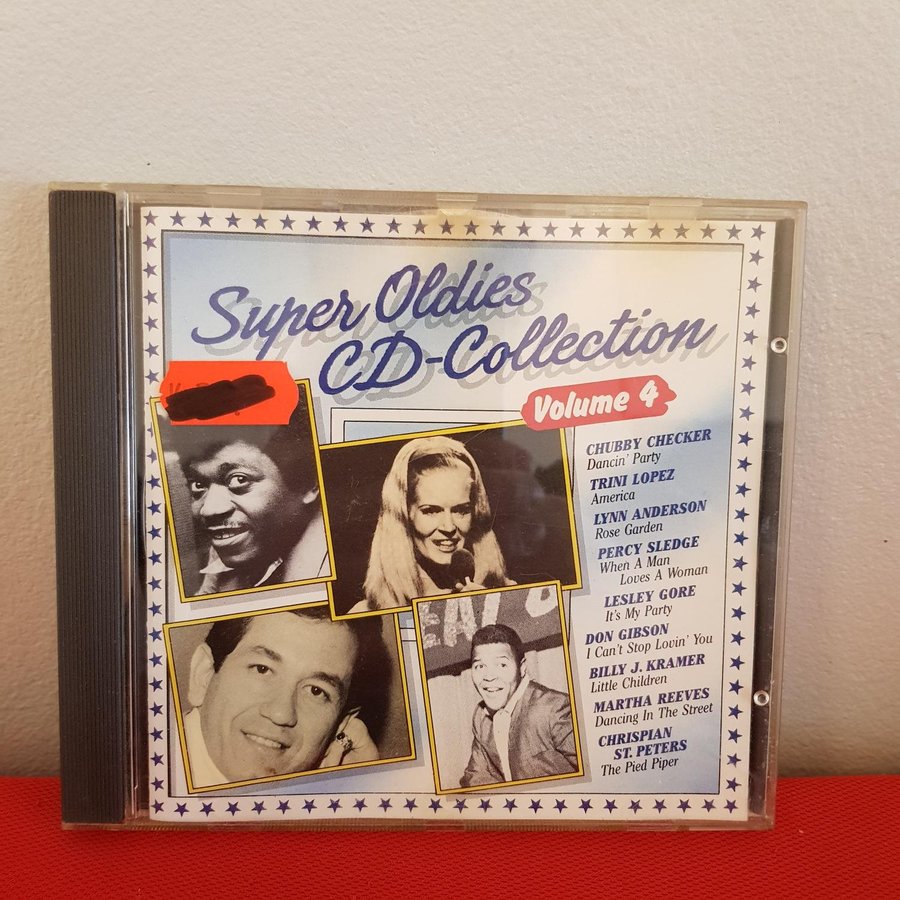 Super Oldies
CD-Collection
Volume 4
CHUBBY CHECKER
Dancin' Party
TRINI LOPEZ
America
LYNN ANDERSON
Rose Garden
PERCY SLEDGE
When A Man
Loves A Woman
LESLEY GORE
It's My Party
DON GIBSON
I Can't Stop Lovin' You
BILLY J. KRAMER
Little Children
MARTHA REEVES
Dancing In The Street
CHRISPIAN
ST. PETERS
The Pied Piper